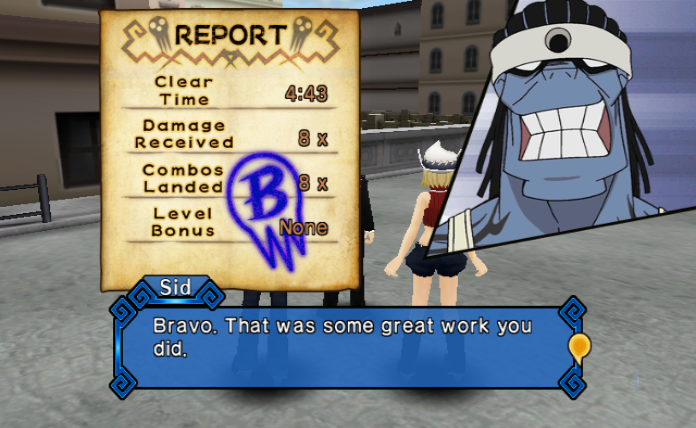 REPORT
Clear
Time 4:43
Damage
Received 8 x
Combos
Landed 8 x
Level
Bonus None
B
Sid
Bravo. That was some great work you
did.